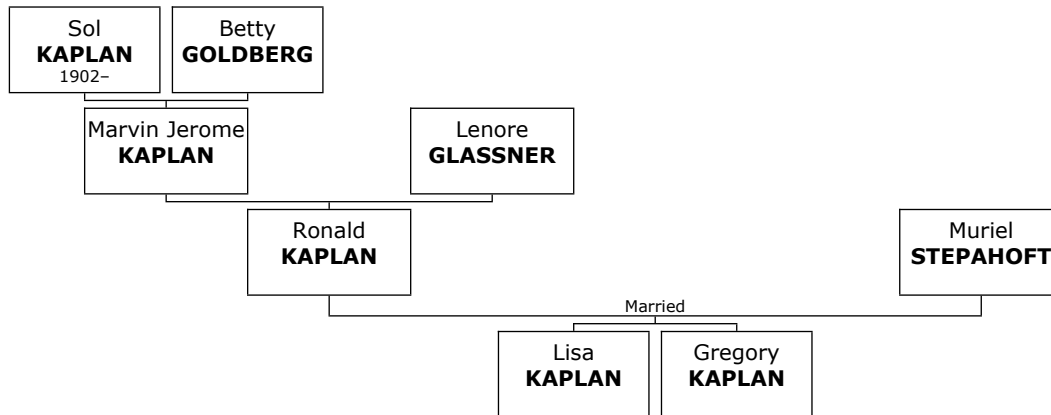 Sol
KAPLAN
1902–
Betty
GOLDBERG
Marvin Jerome
KAPLAN
Lenore
GLASSNER
Ronald
KAPLAN
Muriel
STEPAHOFT
Married
Lisa
KAPLAN
Gregory
KAPLAN